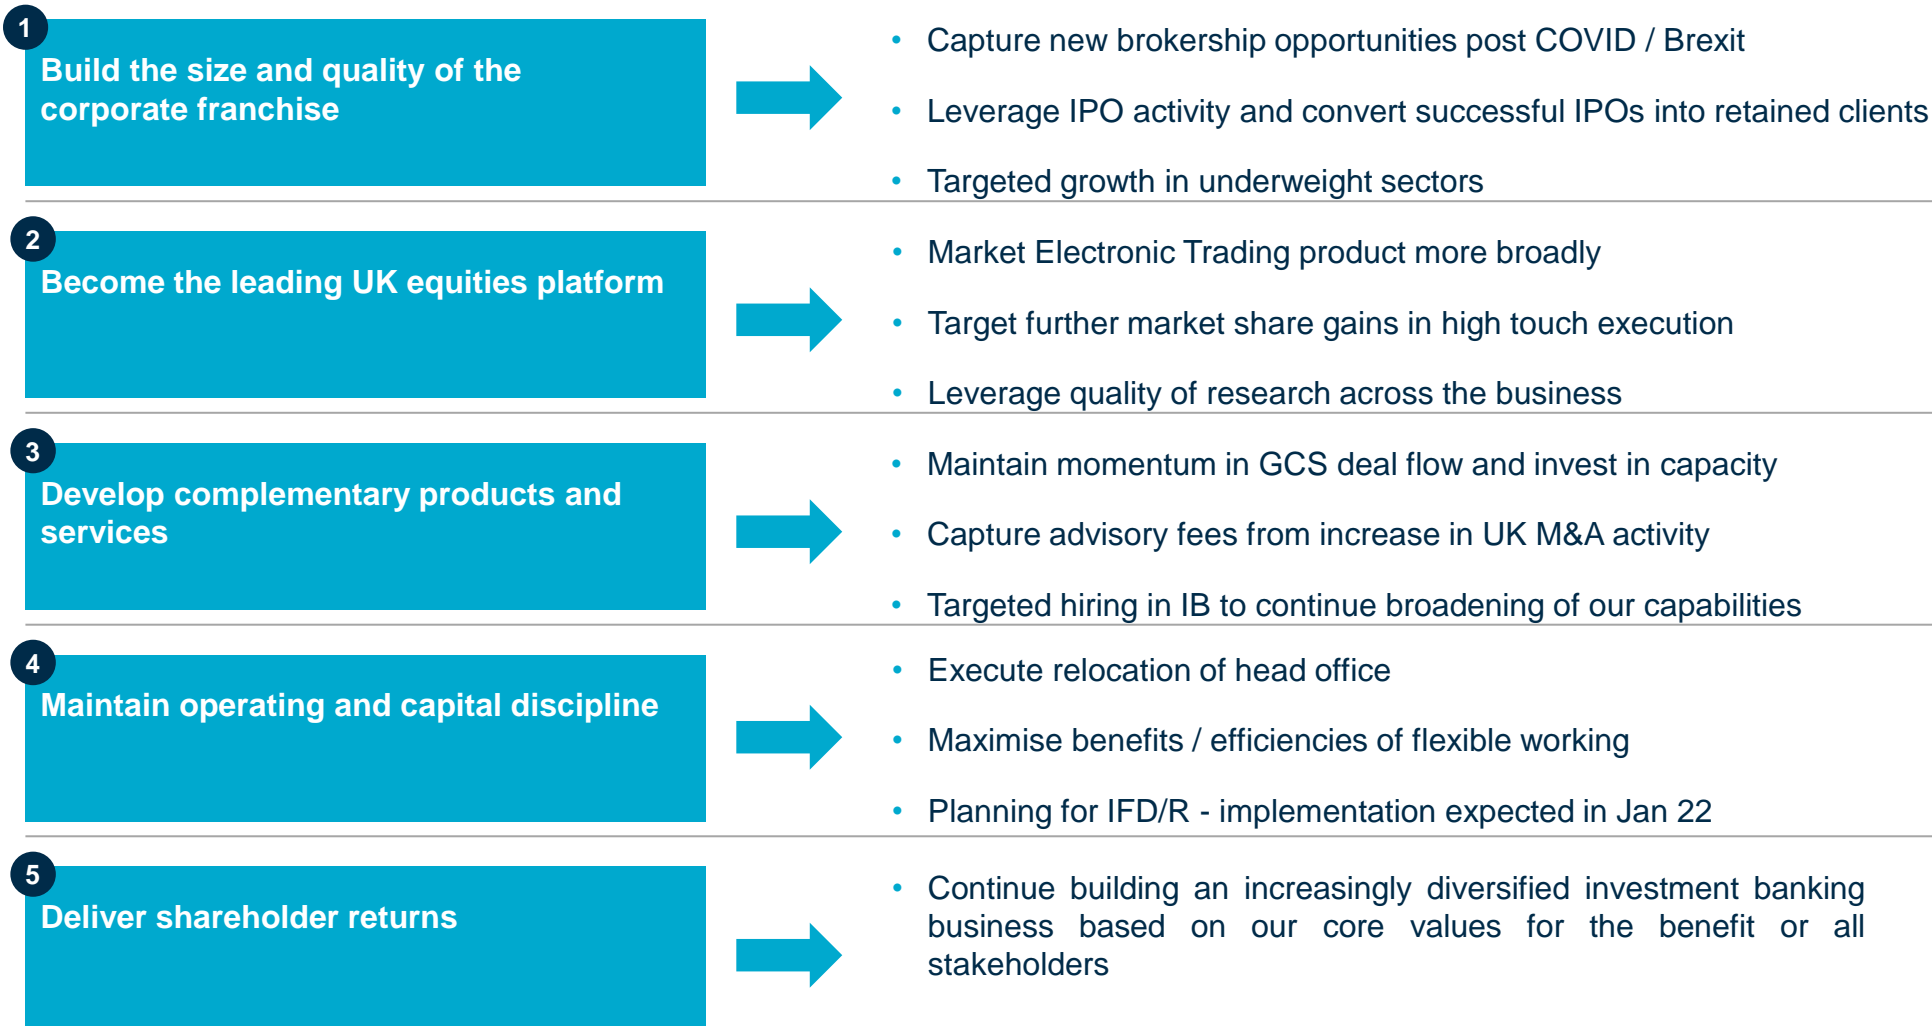 1
Build the size and quality of the
corporate franchise
• Capture new brokership opportunities post COVID / Brexit
• Leverage IPO activity and convert successful IPOs into retained clients
• Targeted growth in underweight sectors
2
Become the leading UK equities platform
• Market Electronic Trading product more broadly
• Target further market share gains in high touch execution
• Leverage quality of research across the business
3
Develop complementary products and
services
• Maintain momentum in GCS deal flow and invest in capacity
• Capture advisory fees from increase in UK M&A activity
• Targeted hiring in IB to continue broadening of our capabilities
4
Maintain operating and capital discipline
• Execute relocation of head office
• Maximise benefits / efficiencies of flexible working
• Planning for IFD/R - implementation expected in Jan 22
5
Deliver shareholder returns
• Continue building an increasingly diversified investment banking
business based on our core values for the benefit or all
stakeholders